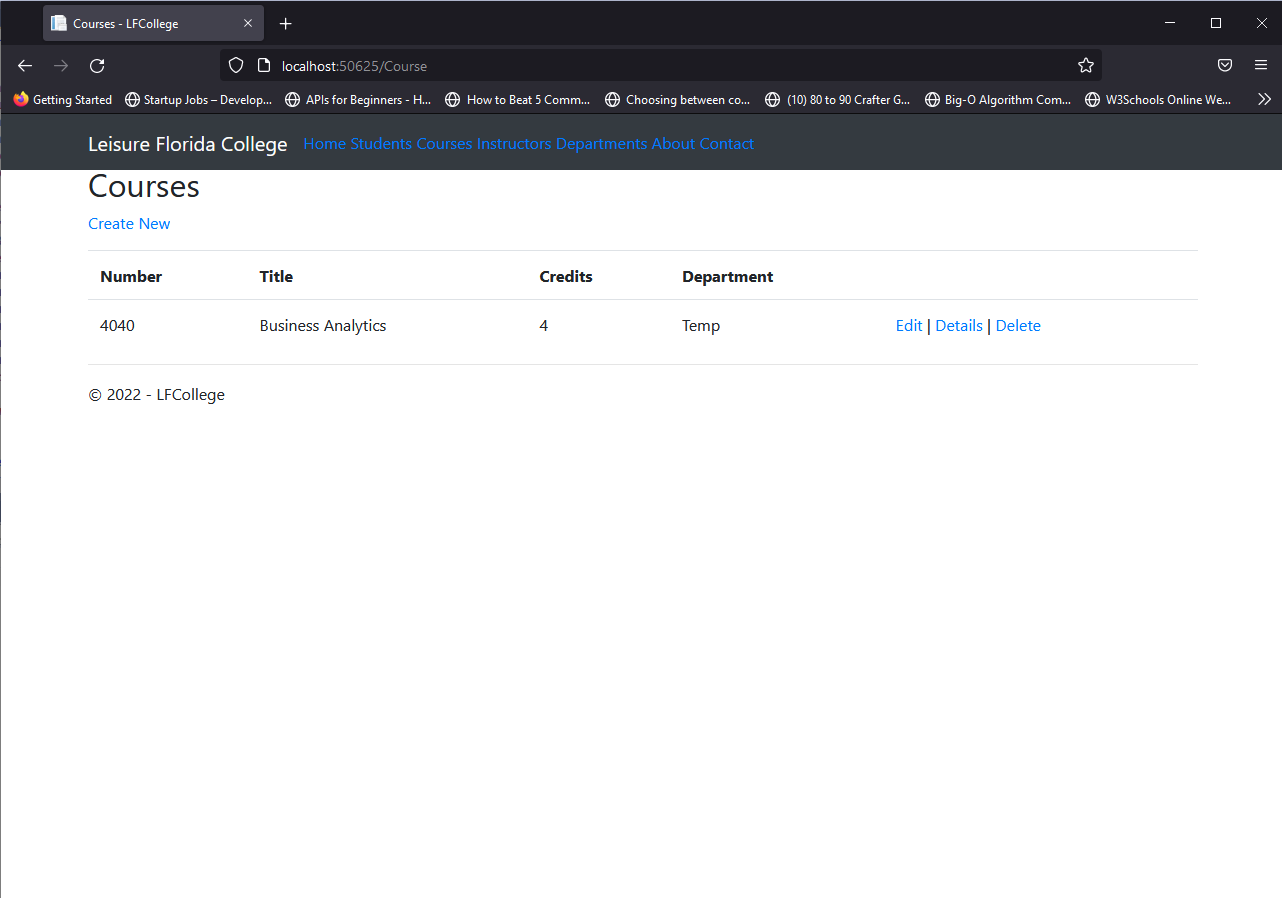 Courses - LFCollege
localhost:50625/Course
Getting Started Startup Jobs – Develop... APIs for Beginners - H... How to Beat 5 Comm... Choosing between co... (10) 80 to 90 Crafter G... Big-O Algorithm Com... W3Schools Online We...
Leisure Florida College Home Students Courses Instructors Departments About Contact
Courses
Create New
Number Title Credits Department
4040 Business Analytics 4 Temp Edit | Details | Delete
© 2022 - LFCollege